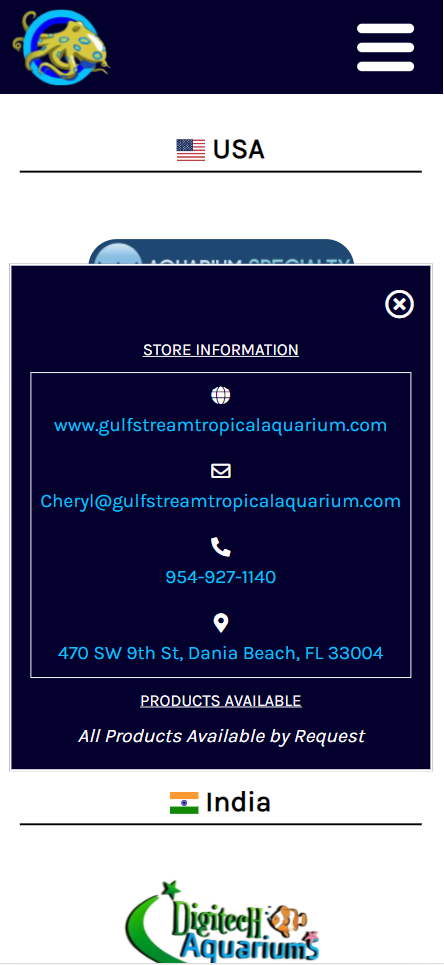 USA
AQUARIUM SPECIALTY
STORE INFORMATION
www.gulfstreamtropicalaquarium.com
Cheryl@gulfstreamtropicalaquarium.com
954-927-1140
470 SW 9th St, Dania Beach, FL 33004
PRODUCTS AVAILABLE
All Products Available by Request
India
Digitech
Aquariums